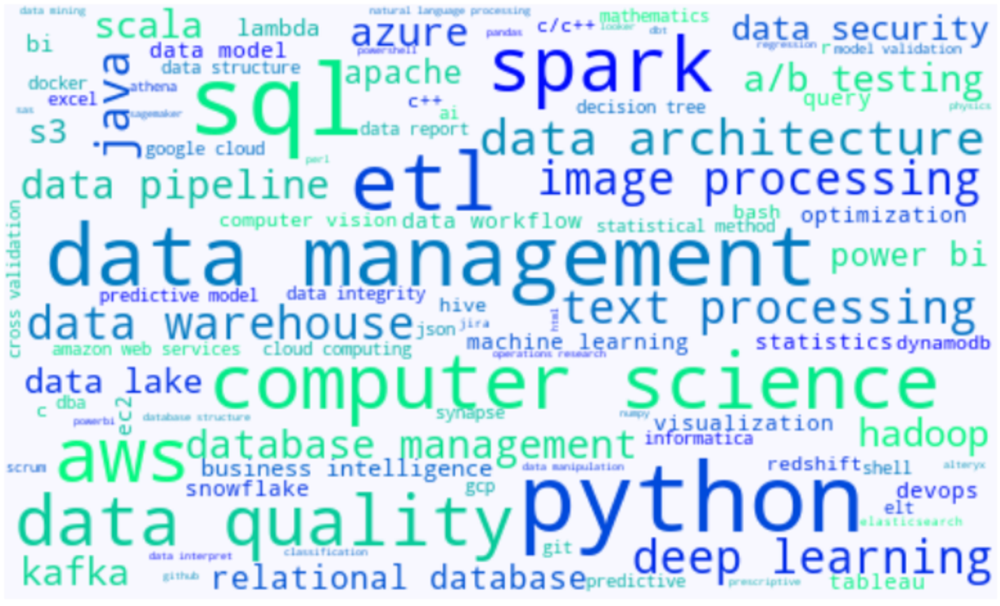 data mining
natural language processing
mathematics
scala
lambda
azure
pandas
c/c++
looker
dbt
data security
bi
data model
powershell
spark
regression
r
model validation
java
data structure
sql
apache
a/b testing
docker
athena
excel
c++
query
sas
sagemaker
ai
decision tree
physics
s3
data report
data architecture
google cloud
perl
etl
data pipeline
image processing
cross validation
computer vision
data workflow
statistical method
bash
optimization
data management
power bi
predictive model
data integrity
hive
html
text processing
data warehouse
json
jira
amazon web services
cloud computing
machine learning
operations research
statistics
dynamodb
data lake
computer science
c
dba
ec2
powerbi
database structure
synapse
numpy
visualization
informatica
hadoop
aws
database management
scrum
business intelligence
data manipulation
redshift
shell
alteryx
snowflake
gcp
python
devops
elt
elasticsearch
data quality
git
deep learning
data interpret
classification
kafka
github
relational database
predictive
prescriptive
tableau